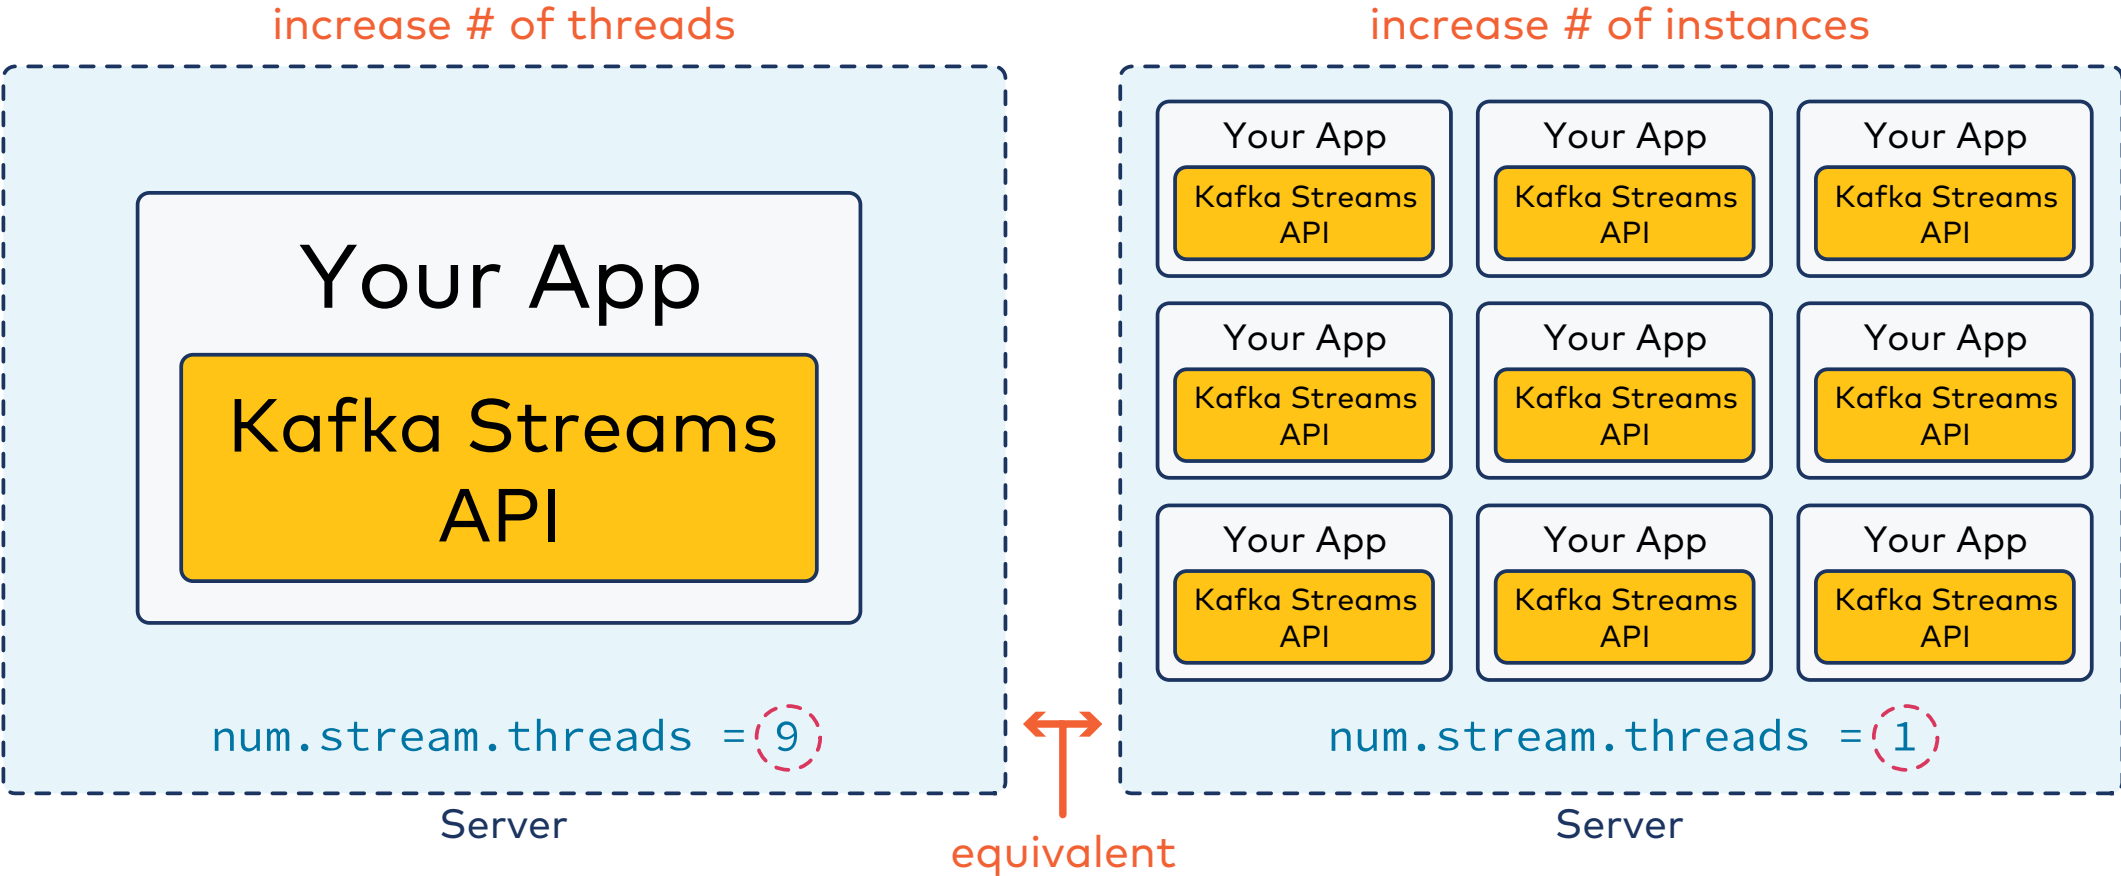 increase # of threads
Your App
Kafka Streams
API
num.stream.threads = 9
Server
equivalent
increase # of instances
Your App
Kafka Streams
API
Your App
Kafka Streams
API
Your App
Kafka Streams
API
Your App
Kafka Streams
API
Your App
Kafka Streams
API
Your App
Kafka Streams
API
Your App
Kafka Streams
API
Your App
Kafka Streams
API
Your App
Kafka Streams
API
num.stream.threads = 1
Server